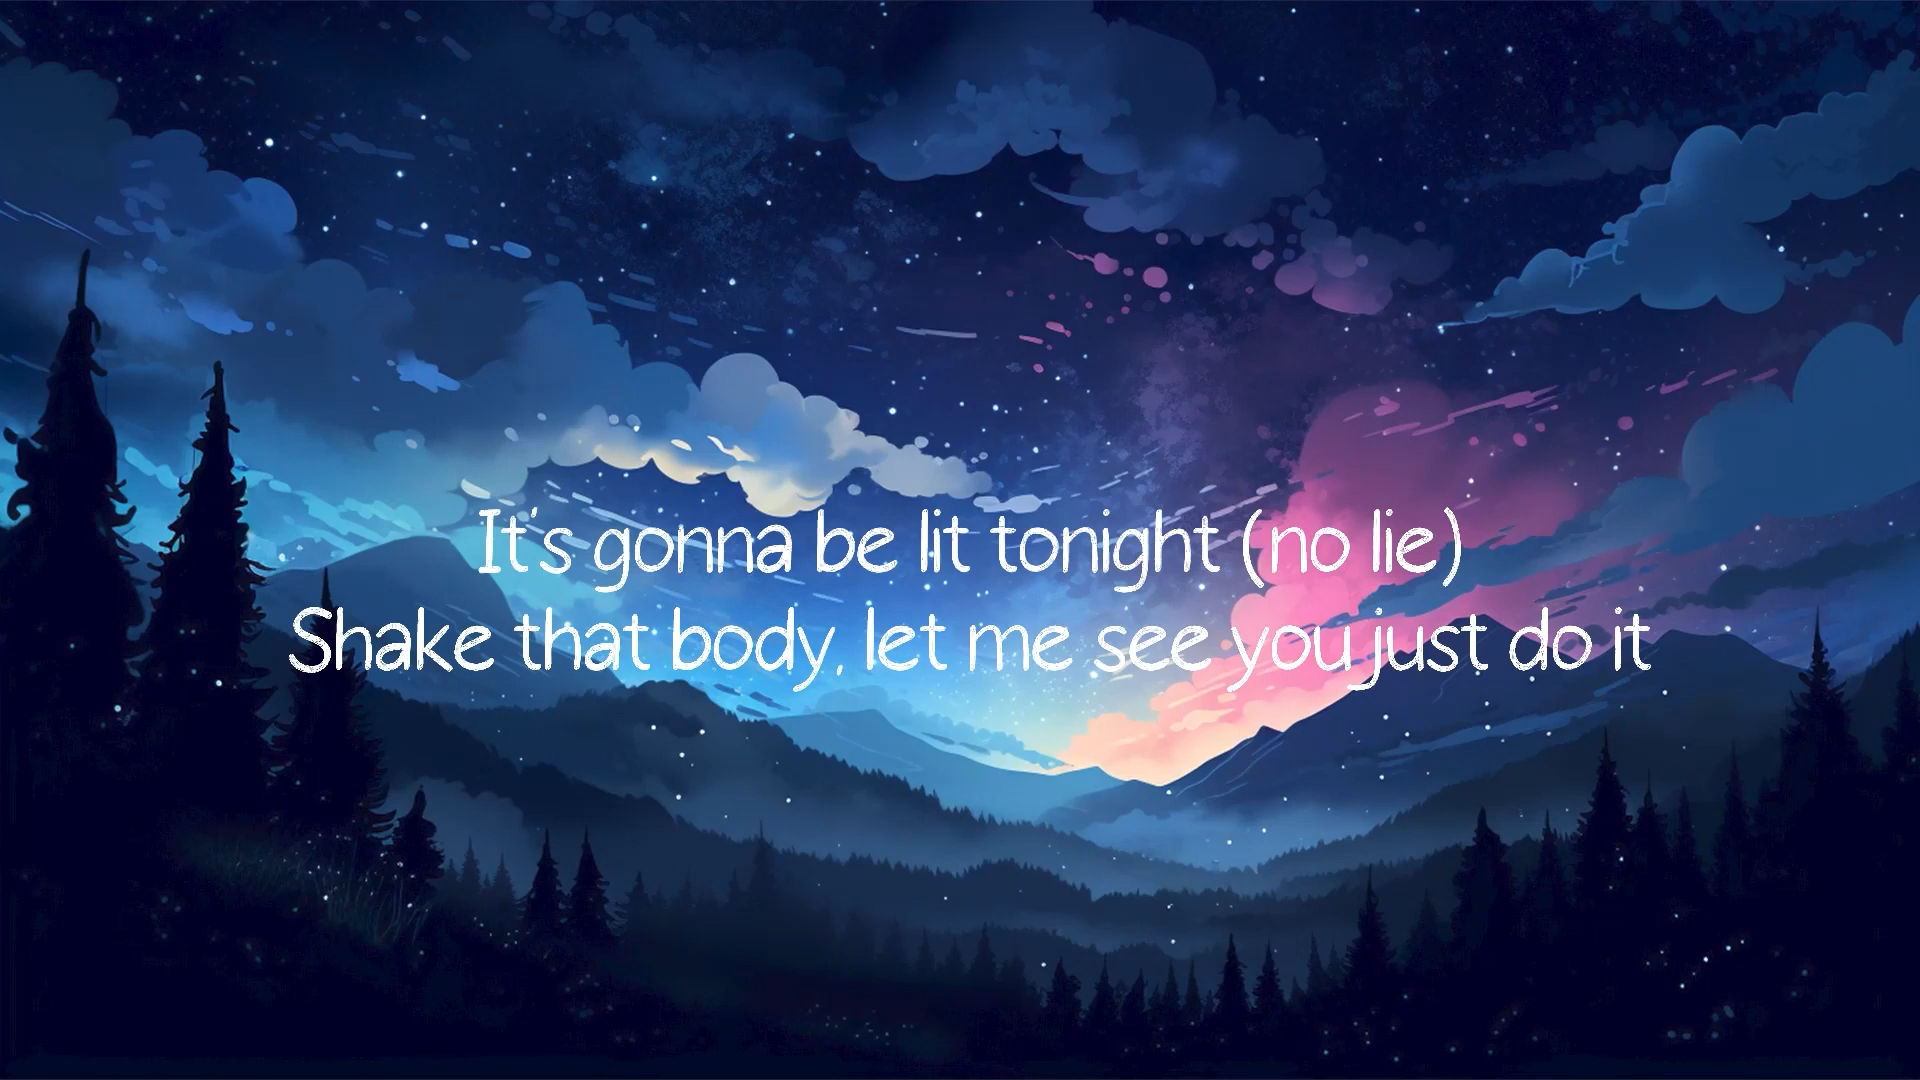 It's gonna be lit tonight (no lie)
Shake that body, let me see you just do it